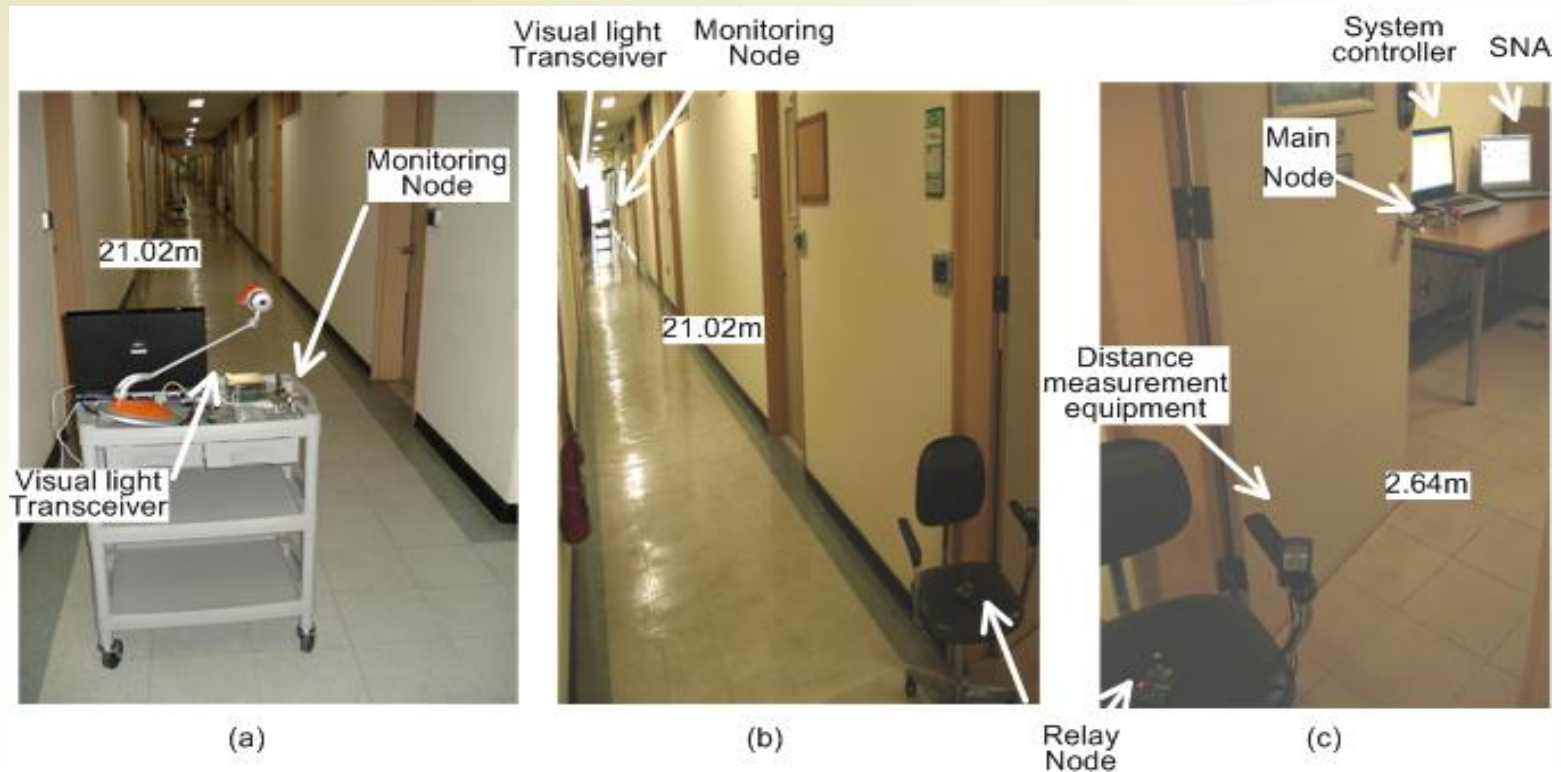 Visual light
Transceiver
Monitoring
Node
System
controller
SNA
Monitoring
Node
21.02m
Visual light
Transceiver
21.02m
Main
Node
Distance
measurement
equipment
2.64m
Relay
Node
(a)
(b)
(c)